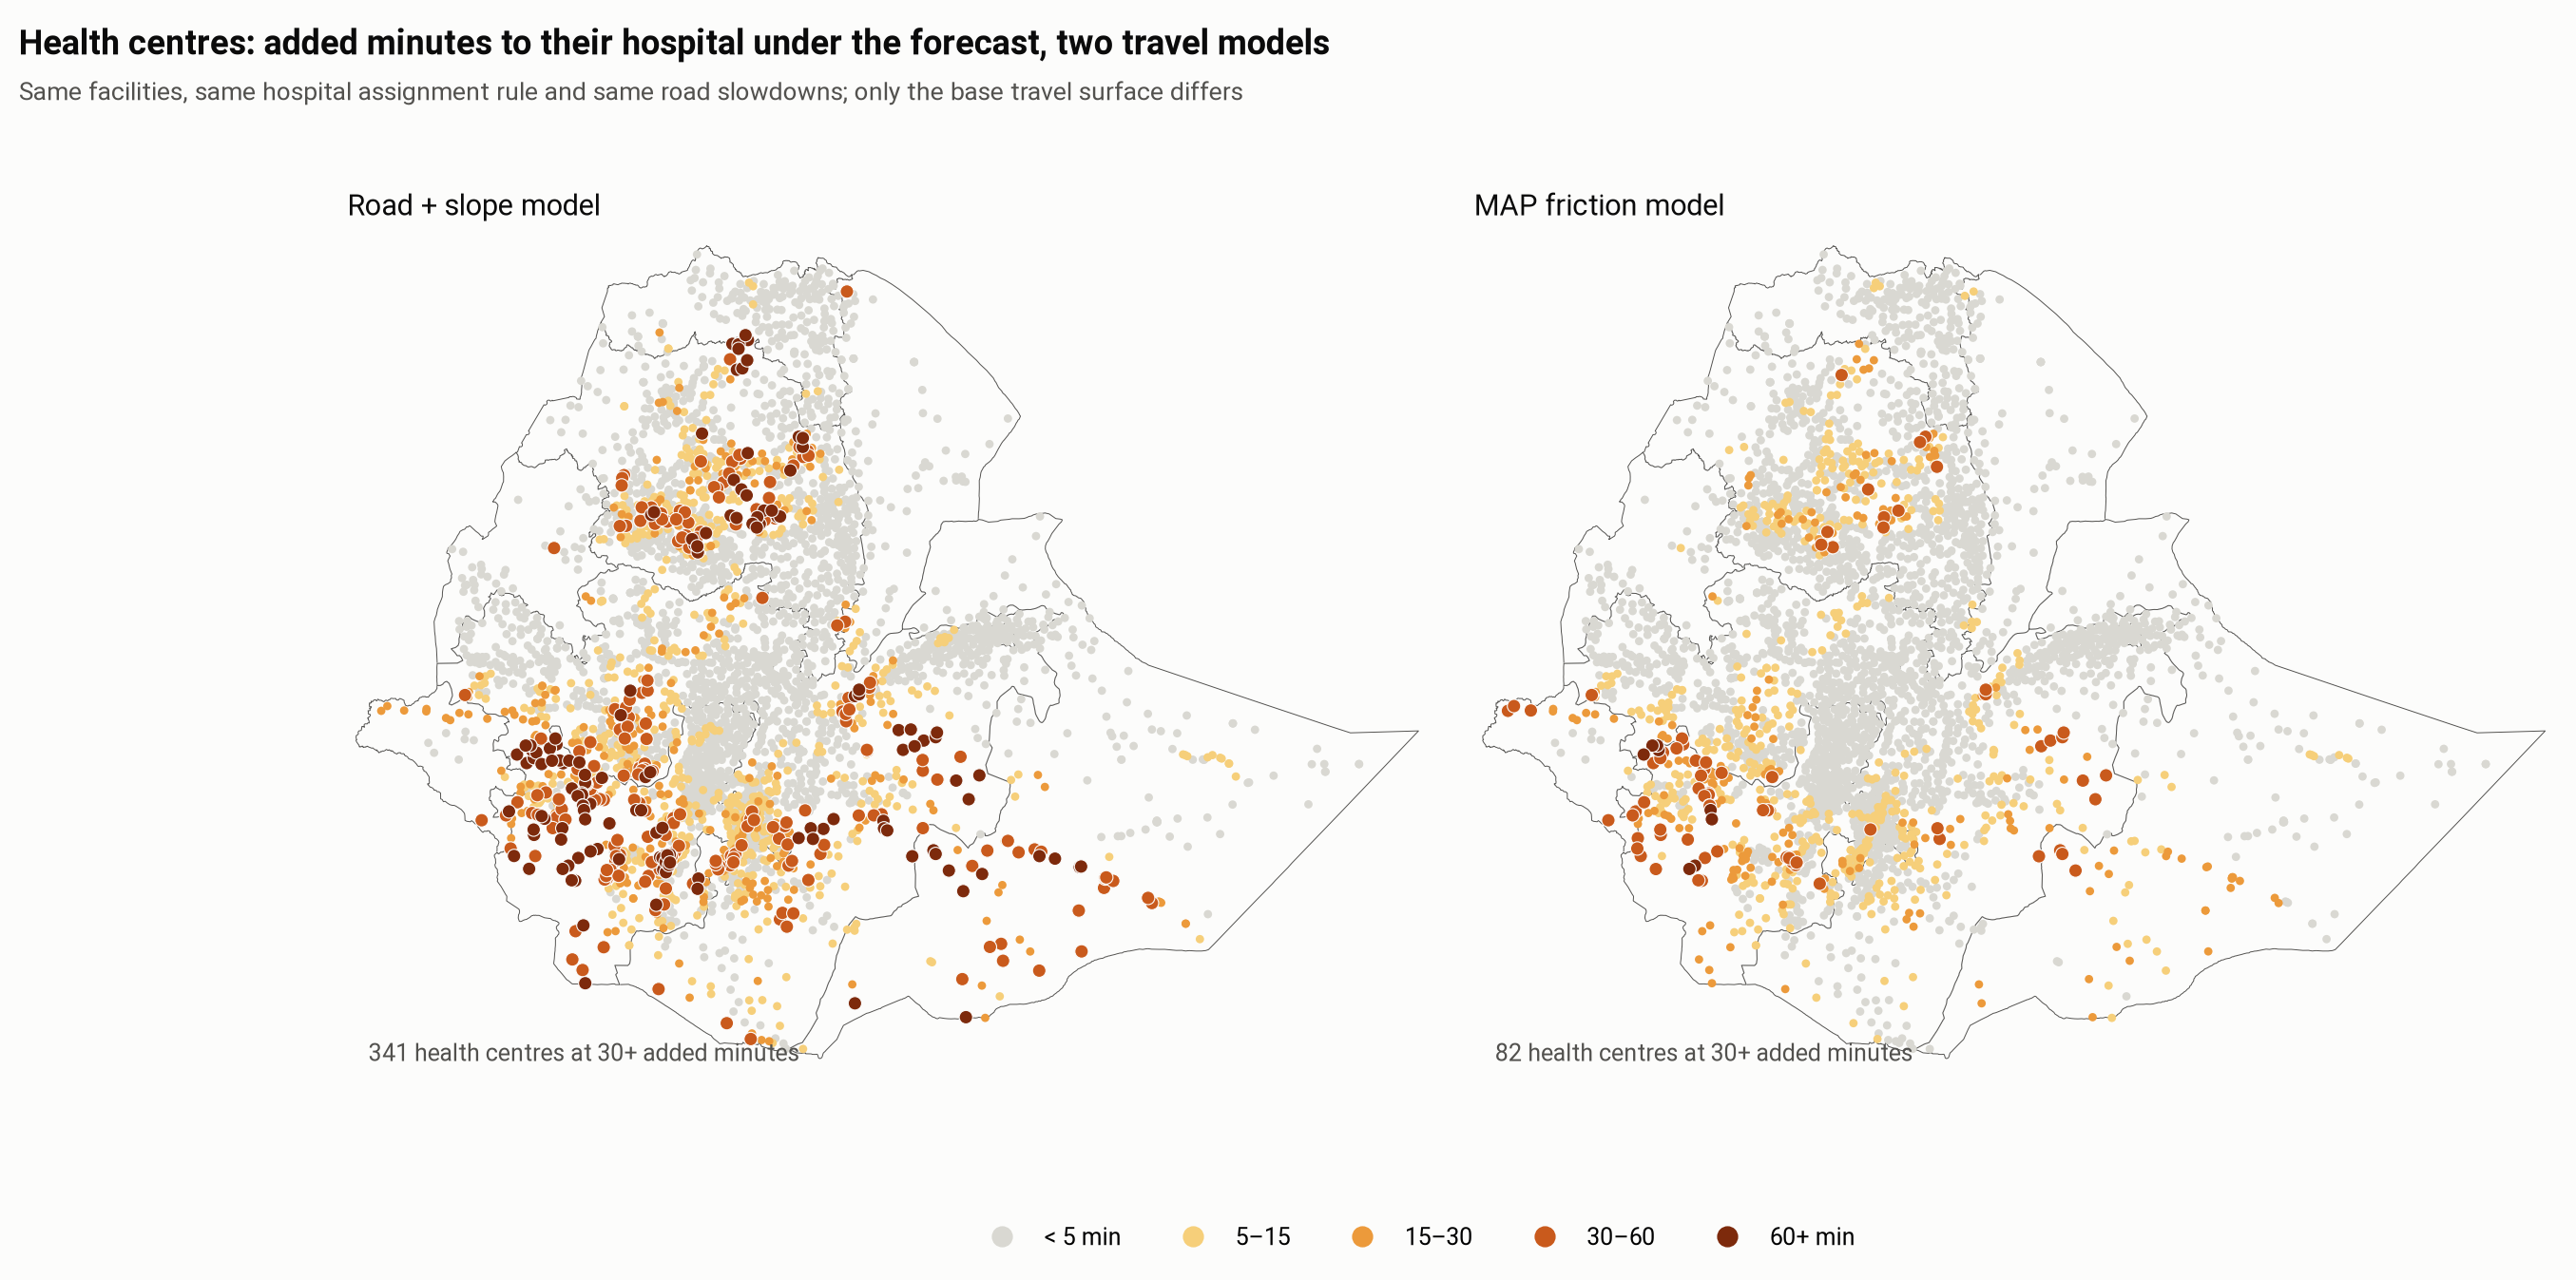 Health centres: added minutes to their hospital under the forecast, two travel models
Same facilities, same hospital assignment rule and same road slowdowns; only the base travel surface differs
Road + slope model
MAP friction model
341 health centres at 30+ added minutes
82 health centres at 30+ added minutes
< 5 min
5–15
15–30
30–60
60+ min